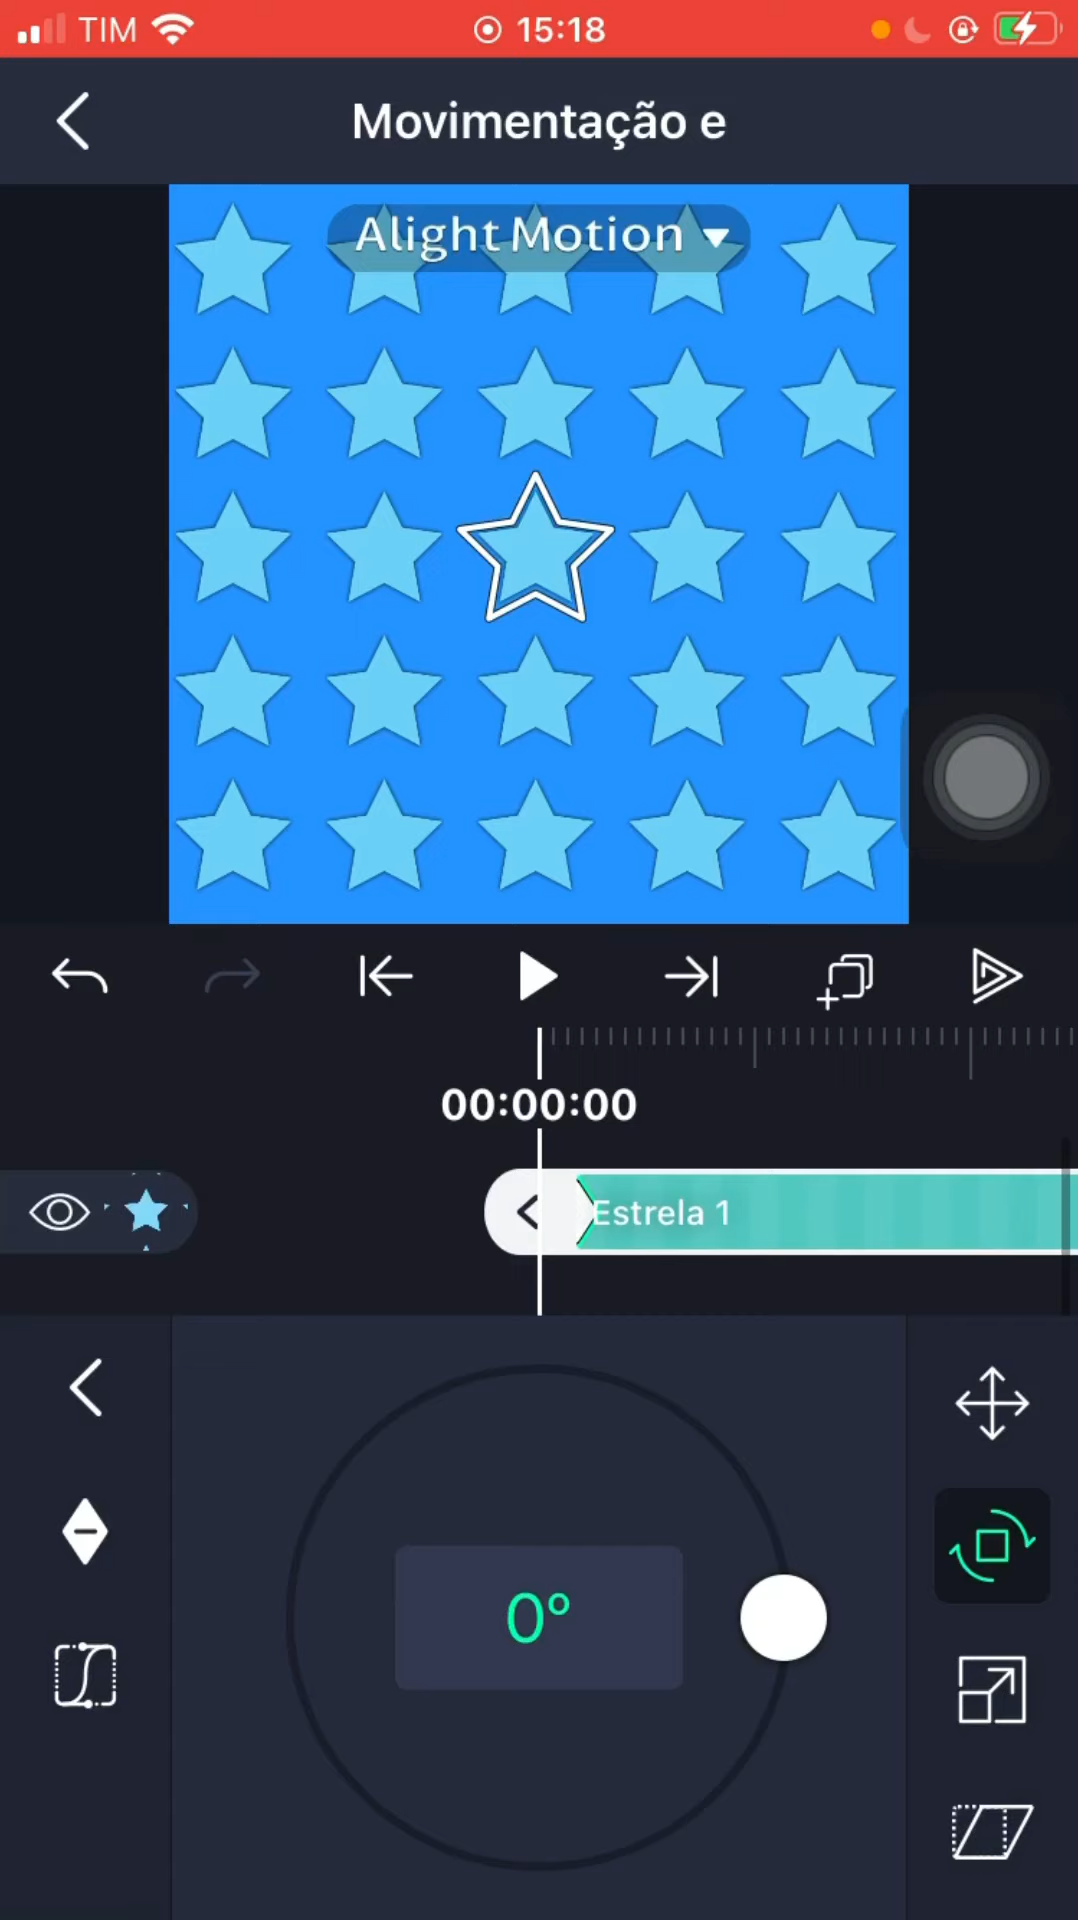 TIM 15:18
Movimentação e
Alight Motion
00:00:00
Estrela 1
0°